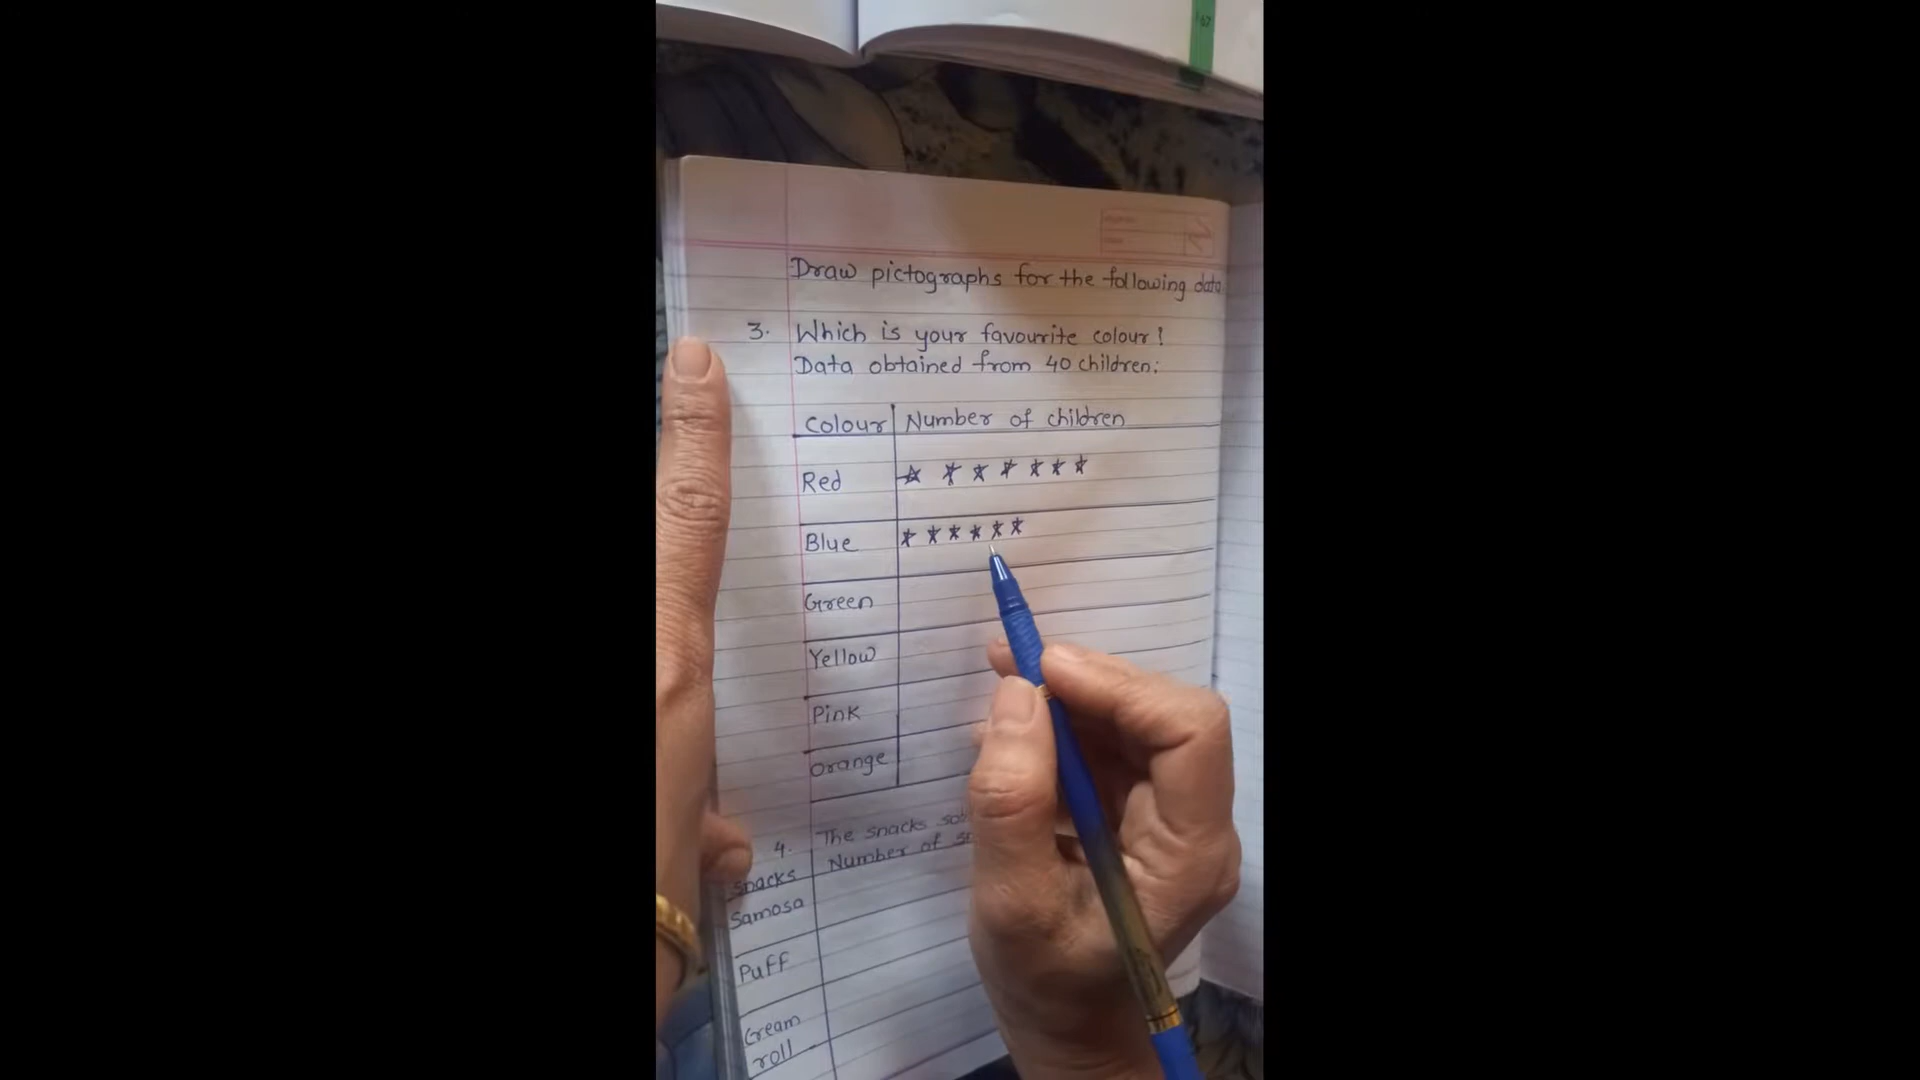 67
Draw pictographs for the following data.
3. Which is your favourite colour!
Data obtained from 40 children:
Colour Number of children
Red
Blue
Green
Yellow
Pink
Orange
4. The snacks
Number of
Snacks
Samosa
Puff
Cream
roll